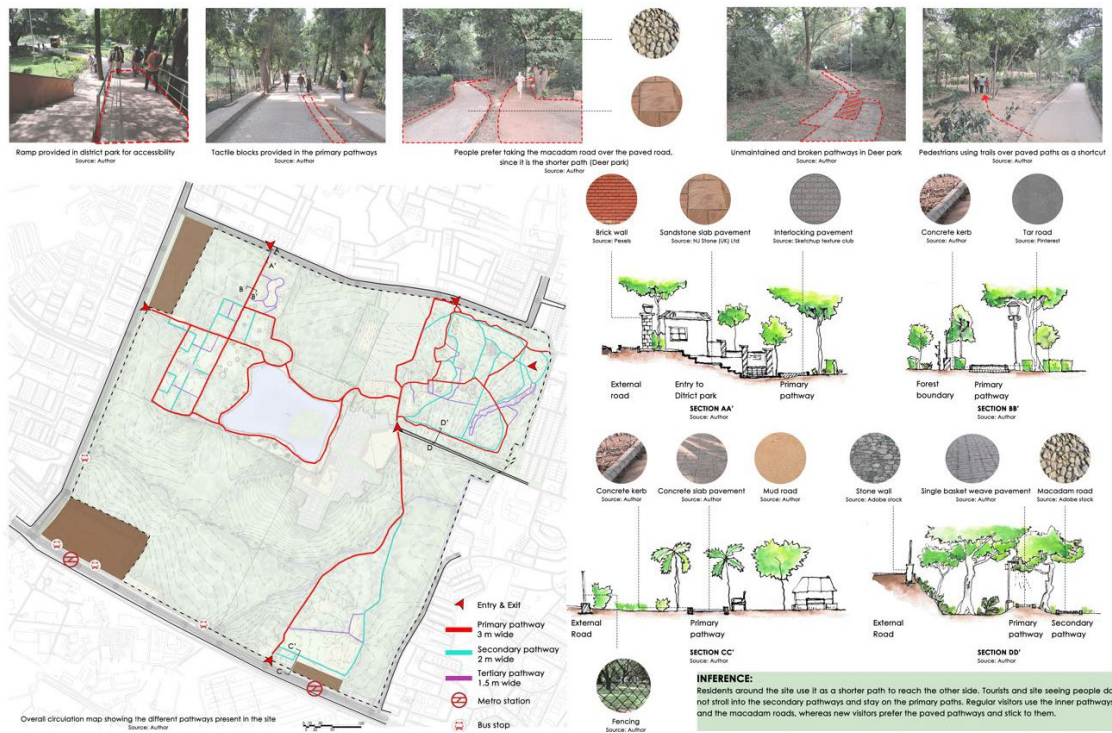 Ramp provided in district park for accessibility
Source: Author
Tactile blocks provided in the primary pathways
Source: Author
People prefer taking the macadam road over the paved road,
since it is the shorter path (Deer park)
Source: Author
Unmaintained and broken pathways in Deer park
Source: Author
Pedestrians using trails over paved paths as a shortcut
Source: Author
Brick wall
Source: Pexels
Sandstone slab pavement
Source: NJ Stone (UK) Ltd
Interlocking pavement
Source: Sketchup texture club
Concrete kerb
Source: Author
Tar road
Source: Pinterest
External
road
Entry to
Ditrict park
Primary
pathway
SECTION AA'
Souce: Author
Forest
boundary
Primary
pathway
SECTION BB'
Souce: Author
Concrete kerb
Source: Author
Concrete slab pavement
Source: Author
Mud road
Source: Author
Stone wall
Source: Adobe stock
Single basket weave pavement
Source: Author
Macadam road
Source: Adobe stock
External
Road
Primary
pathway
SECTION CC'
Souce: Author
External
Road
Primary
pathway
Secondary
pathway
SECTION DD'
Souce: Author
Fencing
Source: Author
A'
B
B'
D'
D
C'
C
Entry & Exit
Primary pathway
3 m wide
Secondary pathway
2 m wide
Tertiary pathway
1.5 m wide
Metro station
Bus stop
Overall circulation map showing the different pathways present in the site
Source: Author
INFERENCE:
Residents around the site use it as a shorter path to reach the other side. Tourists and site seeing people do
not stroll into the secondary pathways and stay on the primary paths. Regular visitors use the inner pathways
and the macadam roads, whereas new visitors prefer the paved pathways and stick to them.